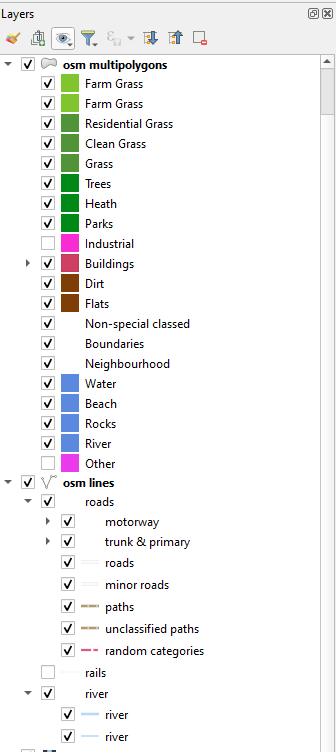 Layers
osm multipolygons
Farm Grass
Farm Grass
Residential Grass
Clean Grass
Grass
Trees
Heath
Parks
Industrial
Buildings
Dirt
Flats
Non-special classed
Boundaries
Neighbourhood
Water
Beach
Rocks
River
Other
osm lines
roads
motorway
trunk & primary
roads
minor roads
paths
unclassified paths
random categories
rails
river
river
river